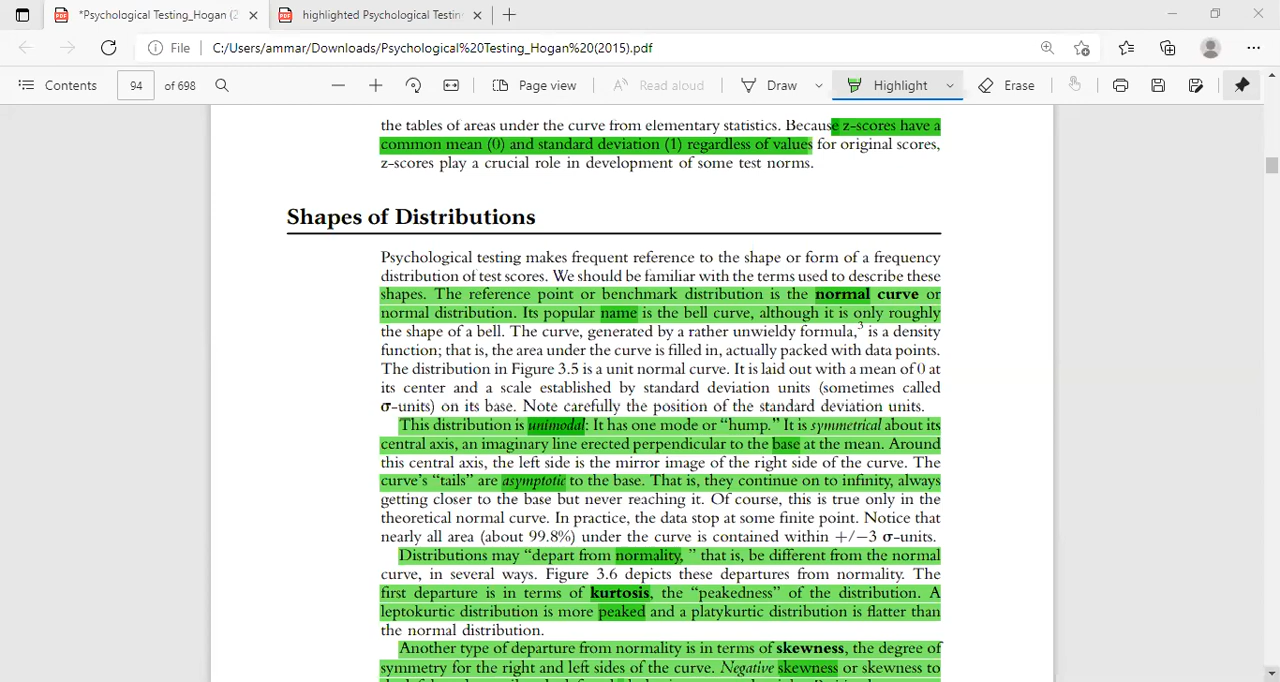 *Psychological Testing_Hogan (2
highlighted Psychological Testin
File
C:/Users/ammar/Downloads/Psychological%20Testing_Hogan%20(2015).pdf
Contents
94 of 698
Page view
Read aloud
Draw
Highlight
Erase
the tables of areas under the curve from elementary statistics. Because z-scores have a
common mean (0) and standard deviation (1) regardless of values for original scores,
z-scores play a crucial role in development of some test norms.
Shapes of Distributions
Psychological testing makes frequent reference to the shape or form of a frequency
distribution of test scores. We should be familiar with the terms used to describe these
shapes. The reference point or benchmark distribution is the normal curve or
normal distribution. Its popular name is the bell curve, although it is only roughly
the shape of a bell. The curve, generated by a rather unwieldy formula,³ is a density
function; that is, the area under the curve is filled in, actually packed with data points.
The distribution in Figure 3.5 is a unit normal curve. It is laid out with a mean of 0 at
its center and a scale established by standard deviation units (sometimes called
σ-units) on its base. Note carefully the position of the standard deviation units.
This distribution is unimodal: It has one mode or “hump.” It is symmetrical about its
central axis, an imaginary line erected perpendicular to the base at the mean. Around
this central axis, the left side is the mirror image of the right side of the curve. The
curve’s “tails” are asymptotic to the base. That is, they continue on to infinity, always
getting closer to the base but never reaching it. Of course, this is true only in the
theoretical normal curve. In practice, the data stop at some finite point. Notice that
nearly all area (about 99.8%) under the curve is contained within +/−3 σ-units.
Distributions may “depart from normality,” that is, be different from the normal
curve, in several ways. Figure 3.6 depicts these departures from normality. The
first departure is in terms of kurtosis, the “peakedness” of the distribution. A
leptokurtic distribution is more peaked and a platykurtic distribution is flatter than
the normal distribution.
Another type of departure from normality is in terms of skewness, the degree of
symmetry for the right and left sides of the curve. Negative skewness or skewness to